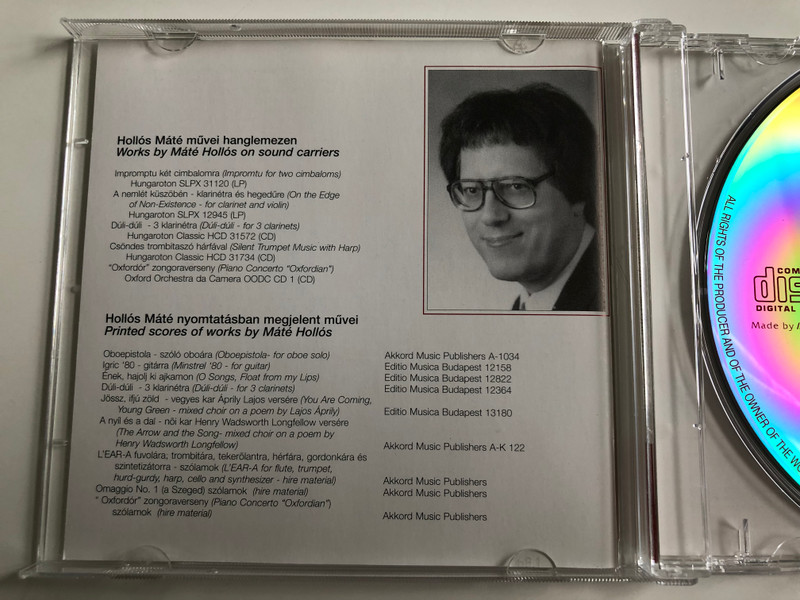 Hollós Máté művei hanglemezen
Works by Máté Hollós on sound carriers
Impromptu két cimbalomra (Impromtu for two cimbaloms)
Hungaroton SLPX 31120 (LP)
A nemlét küszöbén - klarinétra és hegedűre (On the Edge
of Non-Existence - for clarinet and violin)
Hungaroton SLPX 12945 (LP)
Dúli-dúli - 3 klarinétra (Dúli-dúli - for 3 clarinets)
Hungaroton Classic HCD 31572 (CD)
Csöndes trombitaszó hárfával (Silent Trumpet Music with Harp)
Hungaroton Classic HCD 31734 (CD)
"Oxfordőr" zongoraverseny (Piano Concerto "Oxfordian")
Oxford Orchestra da Camera OODC CD 1 (CD)
Hollós Máté nyomtatásban megjelent művei
Printed scores of works by Máté Hollós
Oboepistola - szóló oboára (Oboepistola- for oboe solo) Akkord Music Publishers A-1034
Igric '80 - gitárra (Minstrel '80 - for guitar) Editio Musica Budapest 12158
Ének, hajolj ki ajkamon (O Songs, Float from my Lips) Editio Musica Budapest 12822
Dúli-dúli - 3 klarinétra (Dúli-dúli - for 3 clarinets) Editio Musica Budapest 12364
Jössz, ifjú zöld - vegyes kar Áprily Lajos versére (You Are Coming,
Young Green - mixed choir on a poem by Lajos Áprily) Editio Musica Budapest 13180
A nyíl és a dal - női kar Henry Wadsworth Longfellow versére
(The Arrow and the Song- mixed choir on a poem by
Henry Wadsworth Longfellow) Akkord Music Publishers A-K 122
L'EAR-A fuvolára, trombitára, tekerőlantra, hérfára, gordonkára és
szintetizátorra - szólamok (L'EAR-A for flute, trumpet,
hurd-gurdy, harp, cello and synthesizer - hire material) Akkord Music Publishers
Omaggio No. 1 (a Szeged) szólamok (hire material) Akkord Music Publishers
" Oxfordőr" zongoraverseny (Piano Concerto "Oxfordian")
szólamok (hire material) Akkord Music Publishers
ALL RIGHTS OF THE PRODUCER AND OF THE OWNER OF THE
DIGITAL
Made by